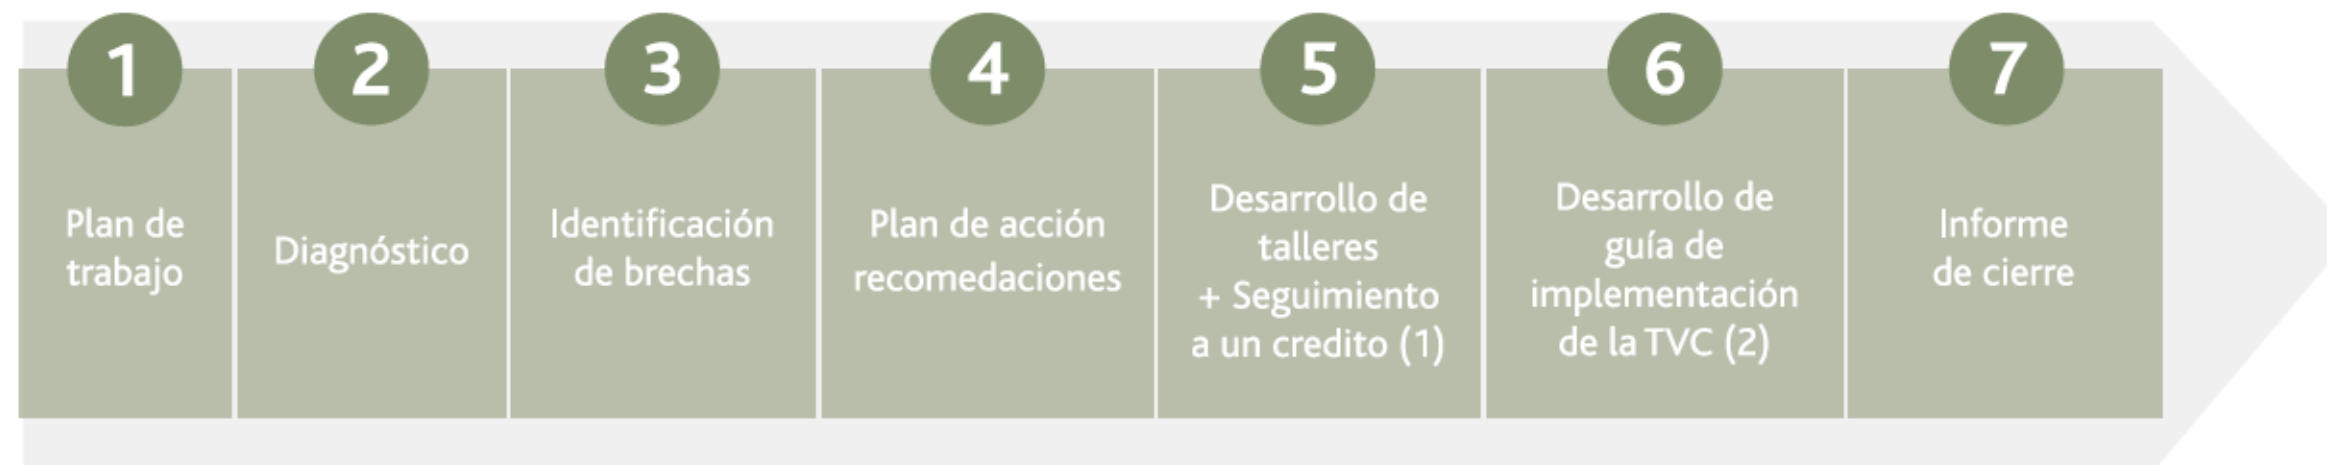 1
Plan de
trabajo
2
Diagnóstico
3
Identificación
de brechas
4
Plan de acción
recomedaciones
5
Desarrollo de
talleres
+ Seguimiento
a un credito (1)
6
Desarrollo de
guía de
implementación
de la TVC (2)
7
Informe
de cierre